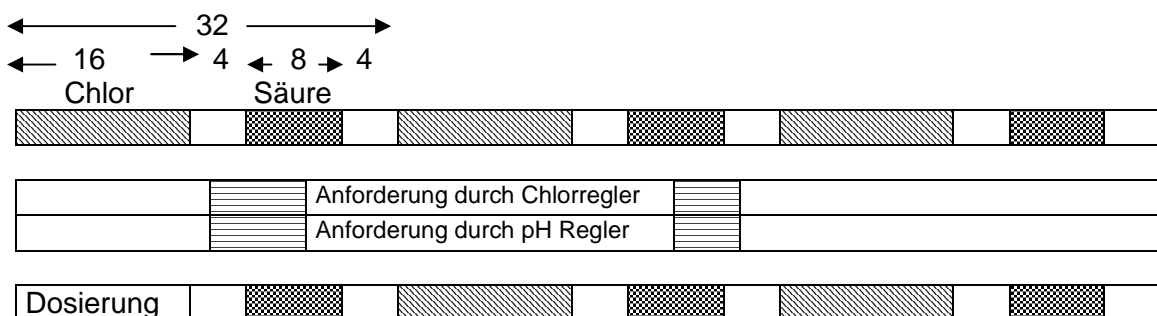 32
16 4 8 4
Chlor Säure
Anforderung durch Chlorregler
Anforderung durch pH Regler
Dosierung